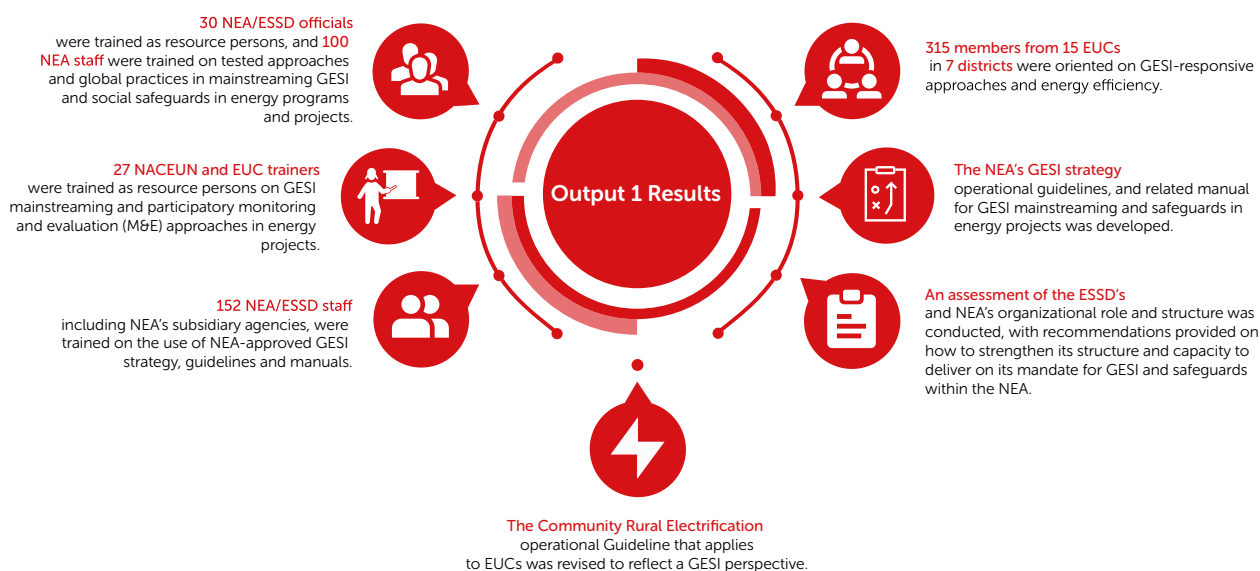 30 NEA/ESSD officials
were trained as resource persons, and 100
NEA staff were trained on tested approaches
and global practices in mainstreaming GESI
and social safeguards in energy programs
and projects.
27 NACEUN and EUC trainers
were trained as resource persons on GESI
mainstreaming and participatory monitoring
and evaluation (M&E) approaches in energy
projects.
152 NEA/ESSD staff
including NEA's subsidiary agencies, were
trained on the use of NEA-approved GESI
strategy, guidelines and manuals.
Output 1 Results
315 members from 15 EUCs
in 7 districts were oriented on GESI-responsive
approaches and energy efficiency.
The NEA's GESI strategy
operational guidelines, and related manual
for GESI mainstreaming and safeguards in
energy projects was developed.
An assessment of the ESSD's
and NEA's organizational role and structure was
conducted, with recommendations provided on
how to strengthen its structure and capacity to
deliver on its mandate for GESI and safeguards
within the NEA.
The Community Rural Electrification
operational Guideline that applies
to EUCs was revised to reflect a GESI perspective.